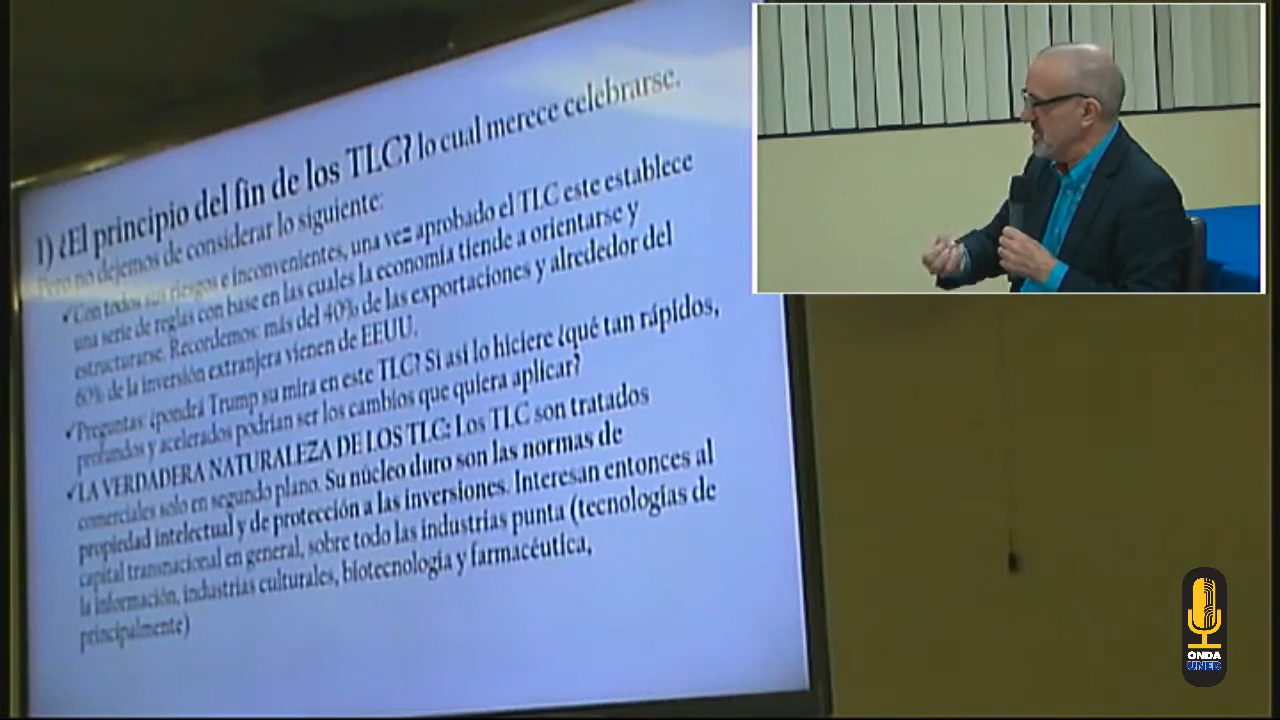 1) ¿El principio del fin de los TLC? lo cual merece celebrarse.
Pero no dejemos de considerar lo siguiente:
✓Con todos sus riesgos e inconvenientes, una vez aprobado el TLC este establece
una serie de reglas con base en las cuales la economía tiende a orientarse y
estructurarse. Recordemos: más del 40% de las exportaciones y alrededor del
60% de la inversión extranjera vienen de EEUU.
✓Preguntas: ¿pondrá Trump su mira en este TLC? Si así lo hiciere ¿qué tan rápidos,
profundos y acelerados podrían ser los cambios que quiera aplicar?
✓LA VERDADERA NATURALEZA DE LOS TLC: Los TLC son tratados
comerciales solo en segundo plano. Su núcleo duro son las normas de
propiedad intelectual y de protección a las inversiones. Interesan entonces al
capital transnacional en general, sobre todo las industrias punta (tecnologías de
la información, industrias culturales, biotecnología y farmacéutica,
principalmente)
ONDA
UNED